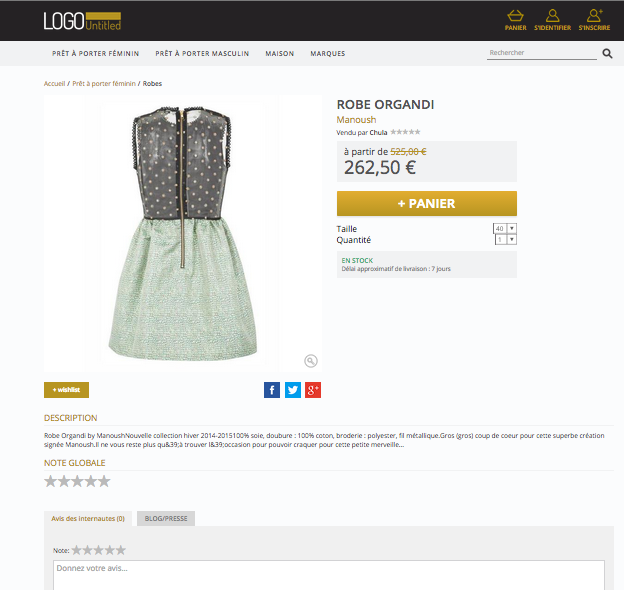 LOGO Untitled
PANIER S'IDENTIFIER S'INSCRIRE
PRÊT À PORTER FÉMININ PRÊT À PORTER MASCULIN MAISON MARQUES
Rechercher
Accueil / Prêt à porter féminin / Robes
ROBE ORGANDI
Manoush
Vendu par Chula
à partir de 525,00 €
262,50 €
+ PANIER
Taille 40
Quantité 1
EN STOCK
Délai approximatif de livraison : 7 jours
+ wishlist
f g+
DESCRIPTION
Robe Organdi by ManoushNouvelle collection hiver 2014-2015100% soie, doubure : 100% coton, broderie : polyester, fil métallique.Gros (gros) coup de coeur pour cette superbe création
signée Manoush.Il ne vous reste plus qu&39;à trouver l&39;occasion pour pouvoir craquer pour cette petite merveille...
NOTE GLOBALE
Avis des internautes (0) BLOG/PRESSE
Note:
Donnez votre avis...